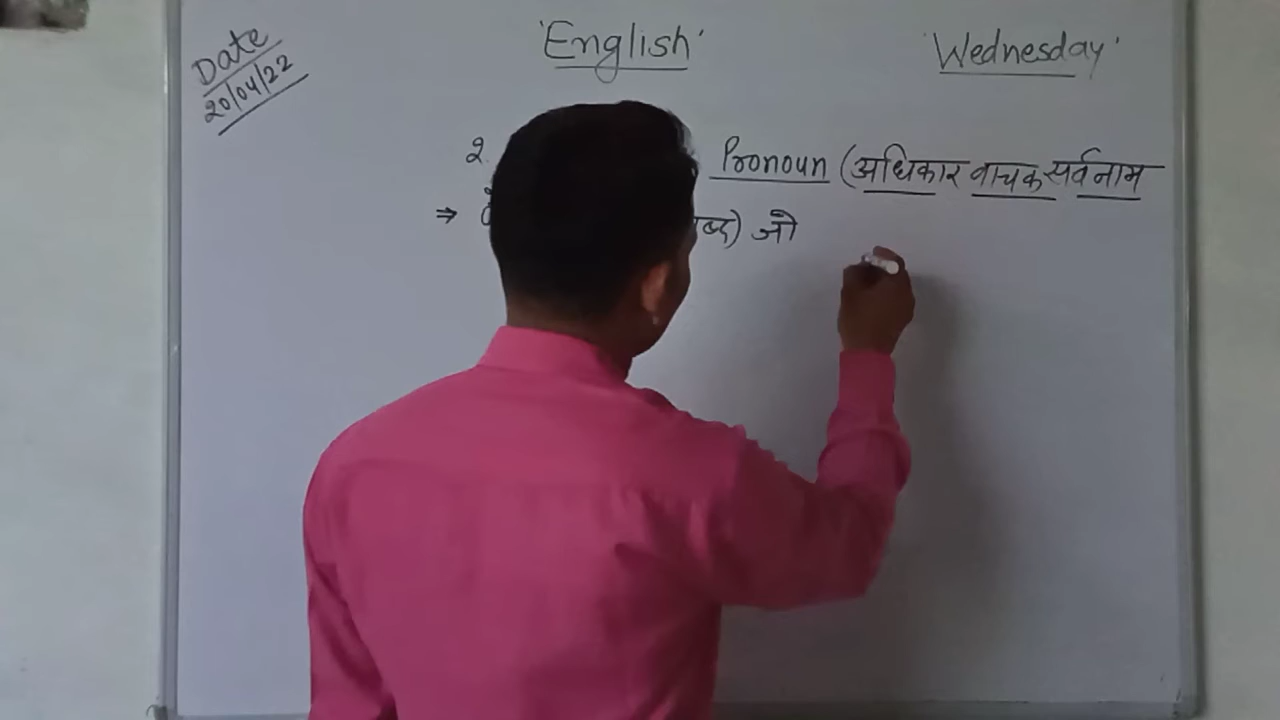 Date
20/04/22
'English'
'Wednesday'
2. Pronoun (अधिकार वाचक सर्वनाम
⇒ जो